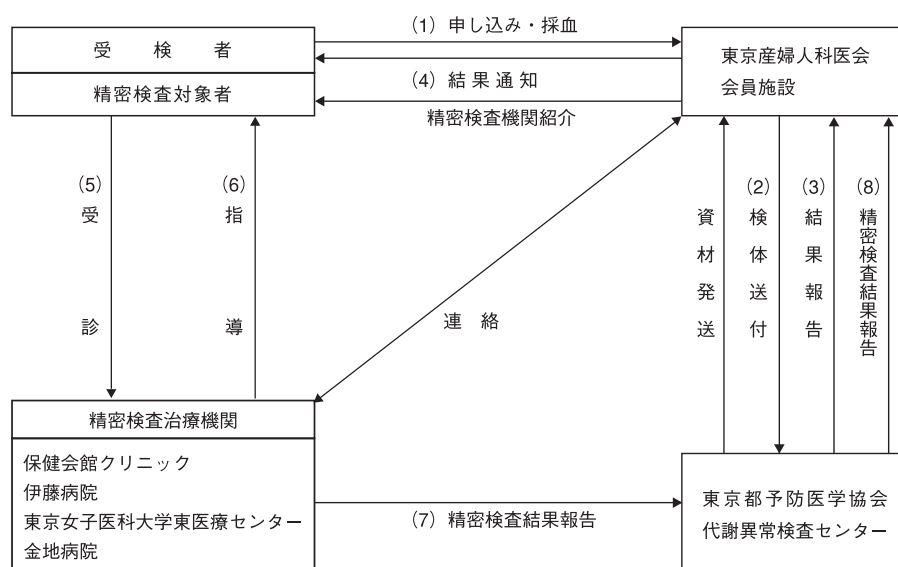 (1) 申し込み・採血
受検者
精密検査対象者
東京産婦人科医会
会員施設
(4) 結果通知
精密検査機関紹介
(5)
受診
(6)
指導
連絡
資材発送
(2)
検体送付
(3)
結果報告
(8)
精密検査結果報告
精密検査治療機関
保健会館クリニック
伊藤病院
東京女子医科大学東医療センター
金地病院
(7) 精密検査結果報告
東京都予防医学協会
代謝異常検査センター